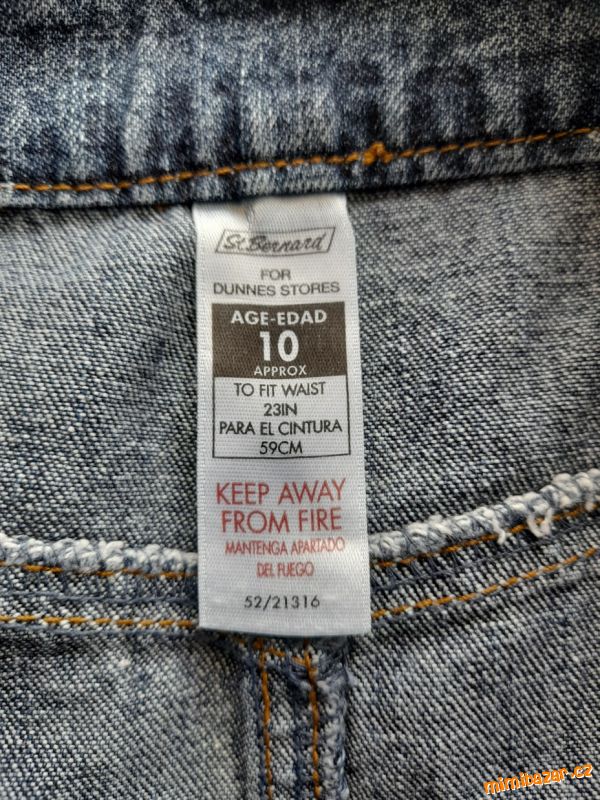 St. Bernard
FOR
DUNNES STORES
AGE-EDAD
10
APPROX
TO FIT WAIST
23IN
PARA EL CINTURA
59CM
KEEP AWAY
FROM FIRE
MANTENGA APARTADO
DEL FUEGO
52/21316
mimibazar.cz